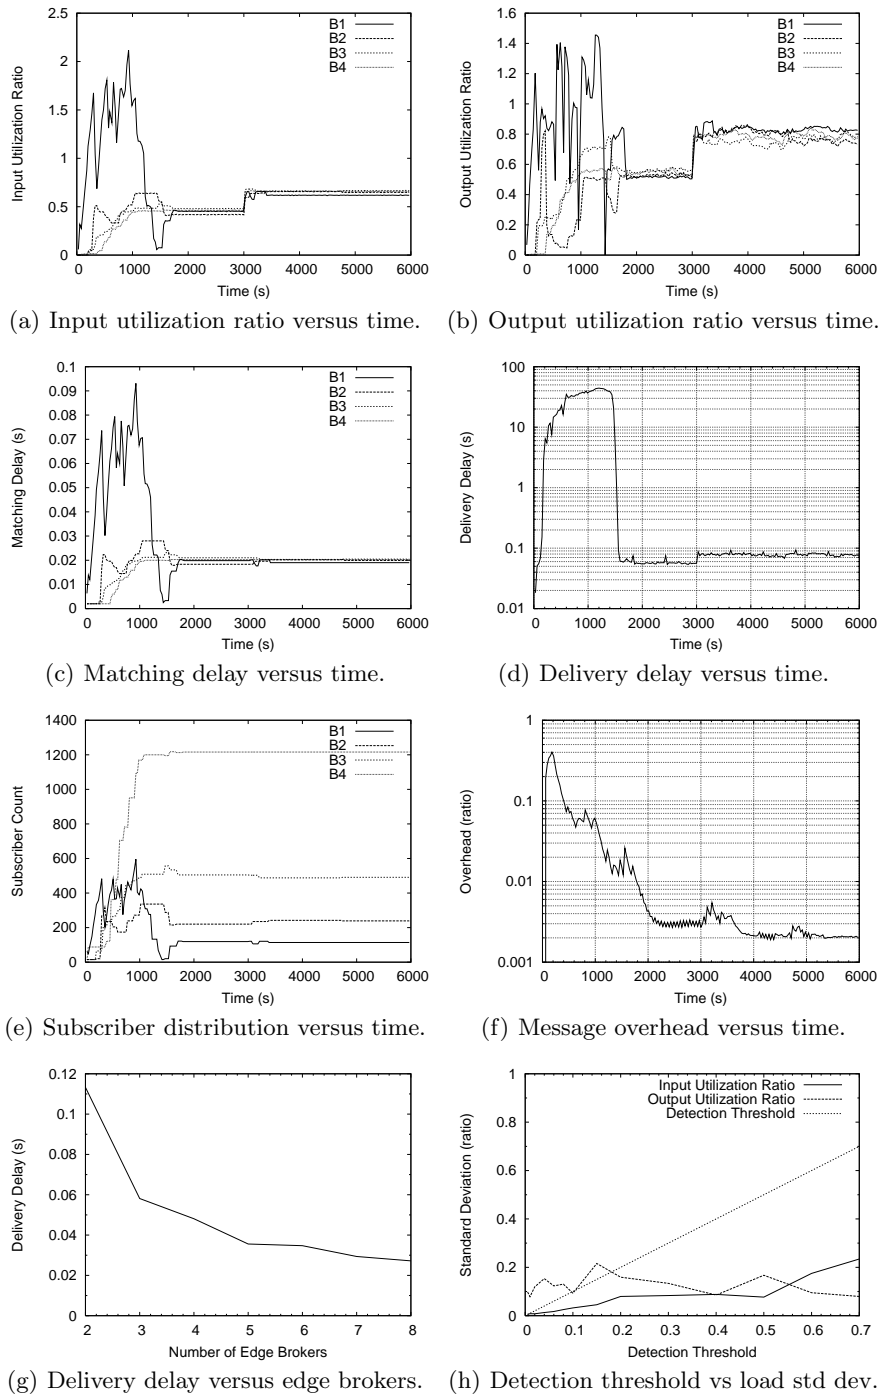 2.5
2
1.5
1
0.5
0
0
1000
2000
3000
4000
5000
6000
Input Utilization Ratio
Time (s)
B1
B2
B3
B4
(a) Input utilization ratio versus time.
1.6
1.4
1.2
1
0.8
0.6
0.4
0.2
0
0
1000
2000
3000
4000
5000
6000
Output Utilization Ratio
Time (s)
B1
B2
B3
B4
(b) Output utilization ratio versus time.
0.1
0.09
0.08
0.07
0.06
0.05
0.04
0.03
0.02
0.01
0
0
1000
2000
3000
4000
5000
6000
Matching Delay (s)
Time (s)
B1
B2
B3
B4
(c) Matching delay versus time.
100
10
1
0.1
0.01
0
1000
2000
3000
4000
5000
6000
Delivery Delay (s)
Time (s)
(d) Delivery delay versus time.
1400
1200
1000
800
600
400
200
0
0
1000
2000
3000
4000
5000
6000
Subscriber Count
Time (s)
B1
B2
B3
B4
(e) Subscriber distribution versus time.
1
0.1
0.01
0.001
0
1000
2000
3000
4000
5000
6000
Overhead (ratio)
Time (s)
(f) Message overhead versus time.
0.12
0.1
0.08
0.06
0.04
0.02
0
2
3
4
5
6
7
8
Delivery Delay (s)
Number of Edge Brokers
(g) Delivery delay versus edge brokers.
1
0.8
0.6
0.4
0.2
0
0
0.1
0.2
0.3
0.4
0.5
0.6
0.7
Standard Deviation (ratio)
Detection Threshold
Input Utilization Ratio
Output Utilization Ratio
Detection Threshold
(h) Detection threshold vs load std dev.